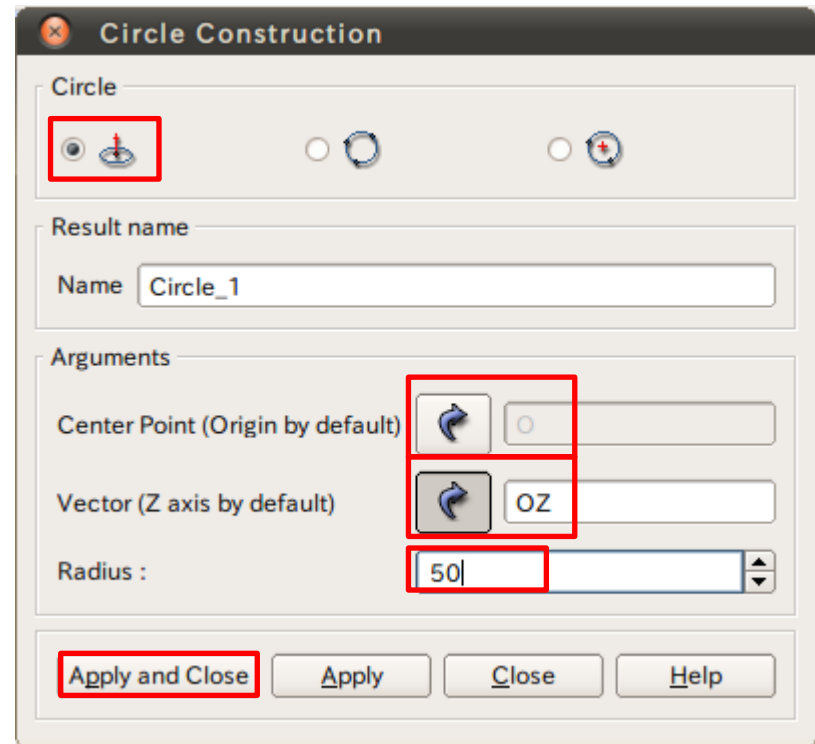 Circle Construction
Circle
Result name
Name Circle_1
Arguments
Center Point (Origin by default) O
Vector (Z axis by default) OZ
Radius : 50
Apply and Close Apply Close Help